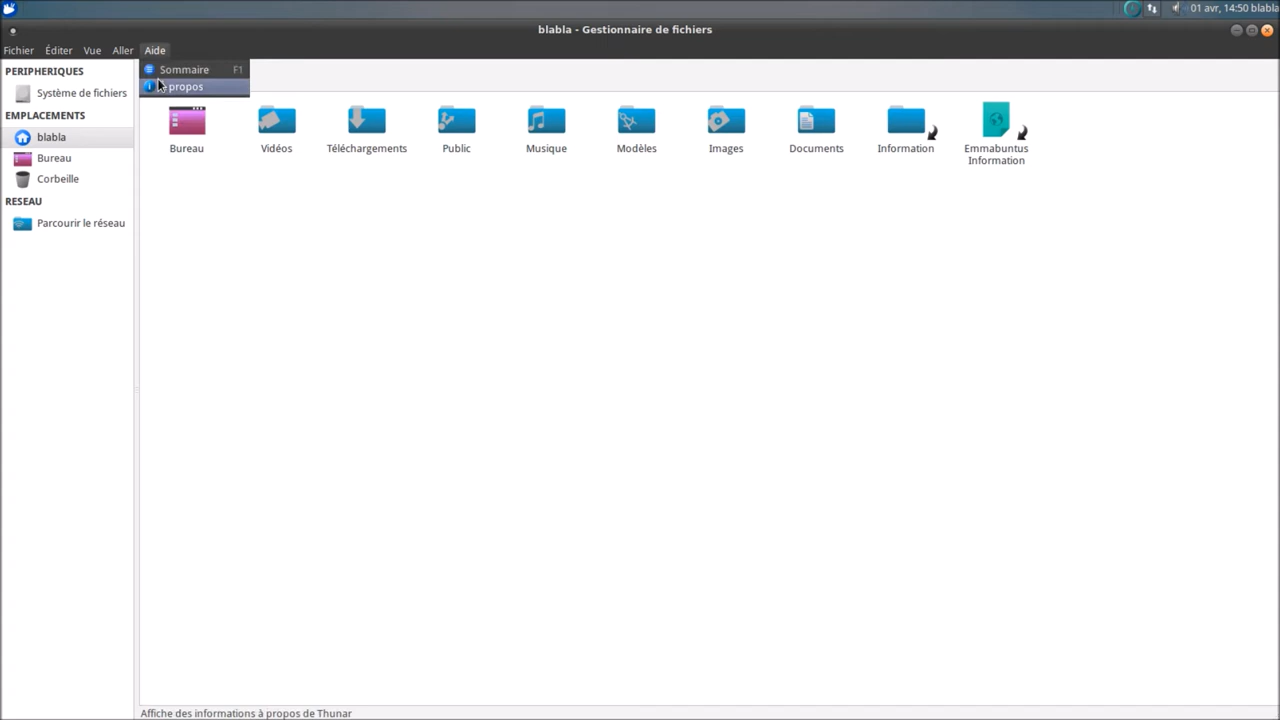 01 avr, 14:50 blabla
blabla - Gestionnaire de fichiers
Fichier Éditer Vue Aller Aide
Sommaire F1
propos
PERIPHERIQUES
Système de fichiers
EMPLACEMENTS
blabla
Bureau
Corbeille
RESEAU
Parcourir le réseau
Bureau Vidéos Téléchargements Public Musique Modèles Images Documents Information Emmabuntus
Information
Affiche des informations à propos de Thunar